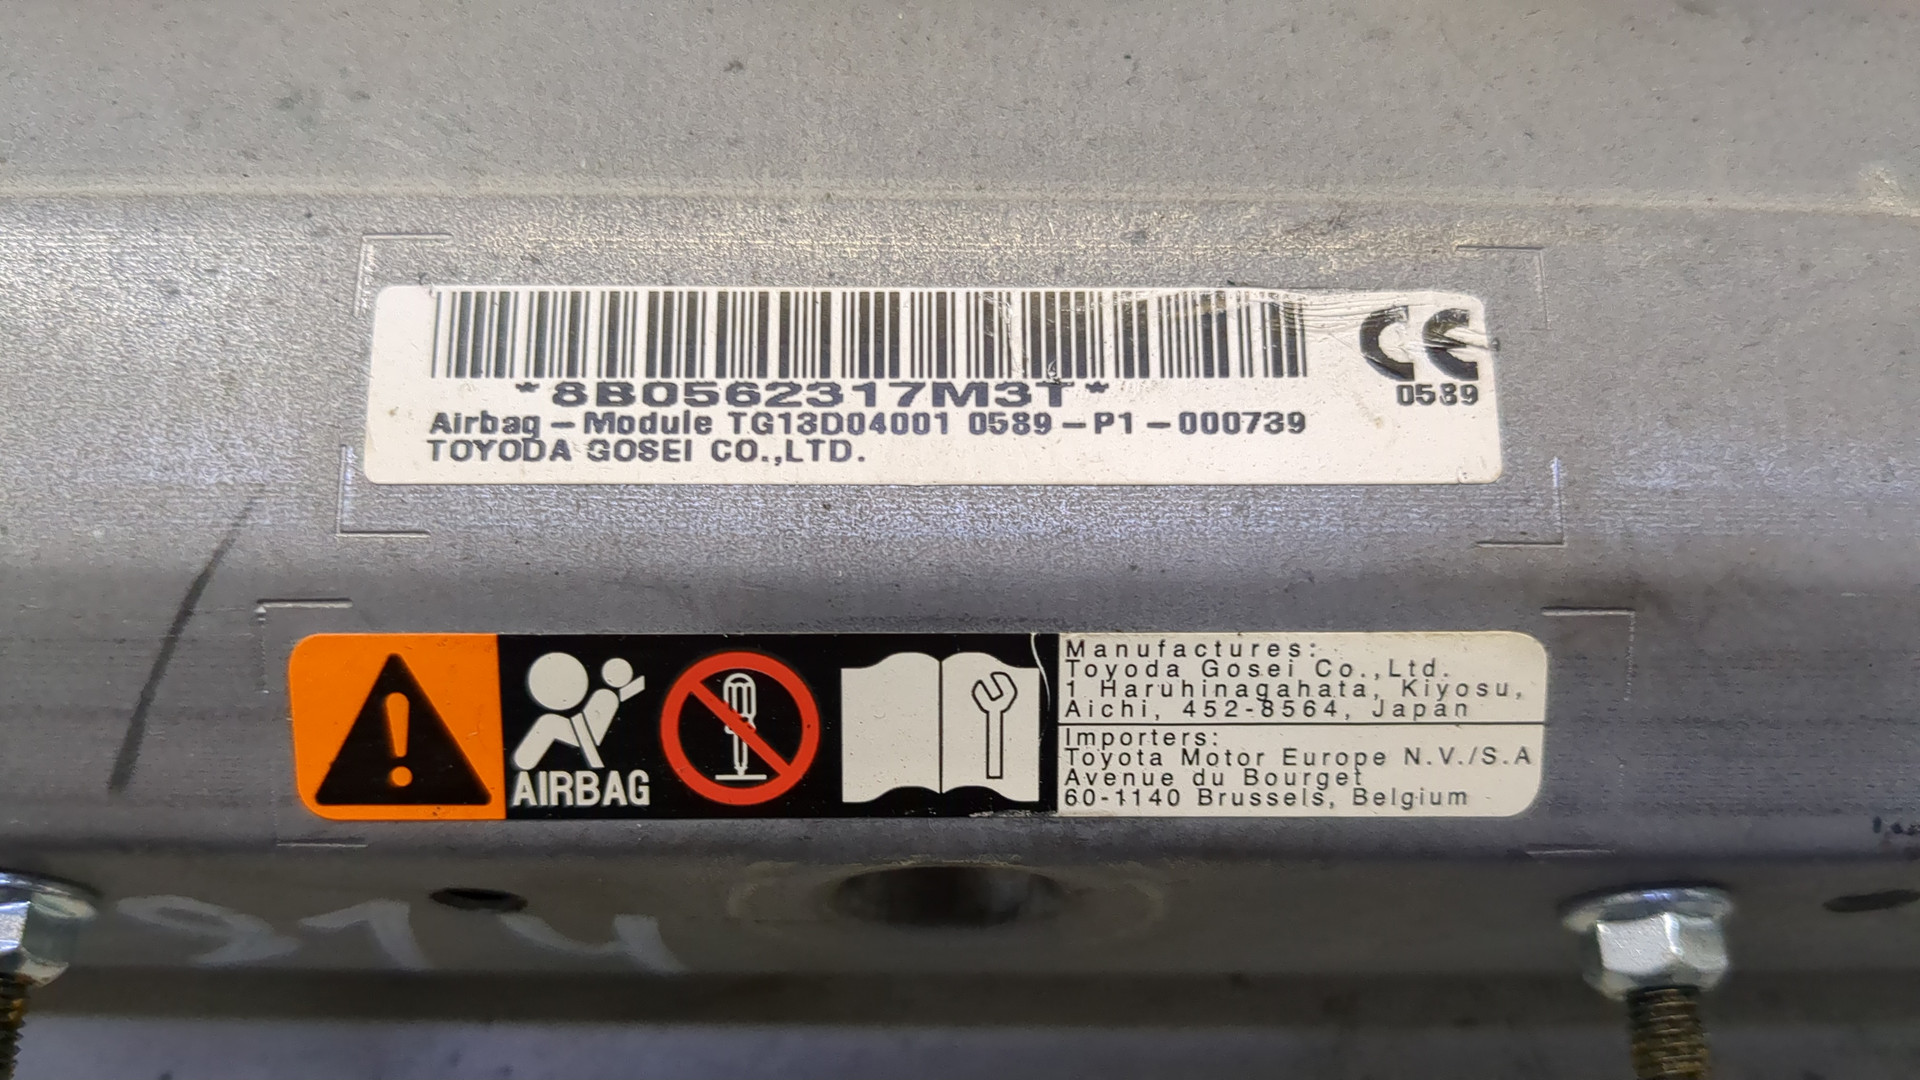 *8B0562317M3T*
Airbag-Module TG13D04001 0589-P1-000739
TOYODA GOSEI CO.,LTD.
CE
0589
AIRBAG
Manufactures:
Toyoda Gosei Co.,Ltd.
1 Haruhinagahata, Kiyosu,
Aichi, 452-8564, Japan
Importers:
Toyota Motor Europe N.V./S.A
Avenue du Bourget
60-1140 Brussels, Belgium
914